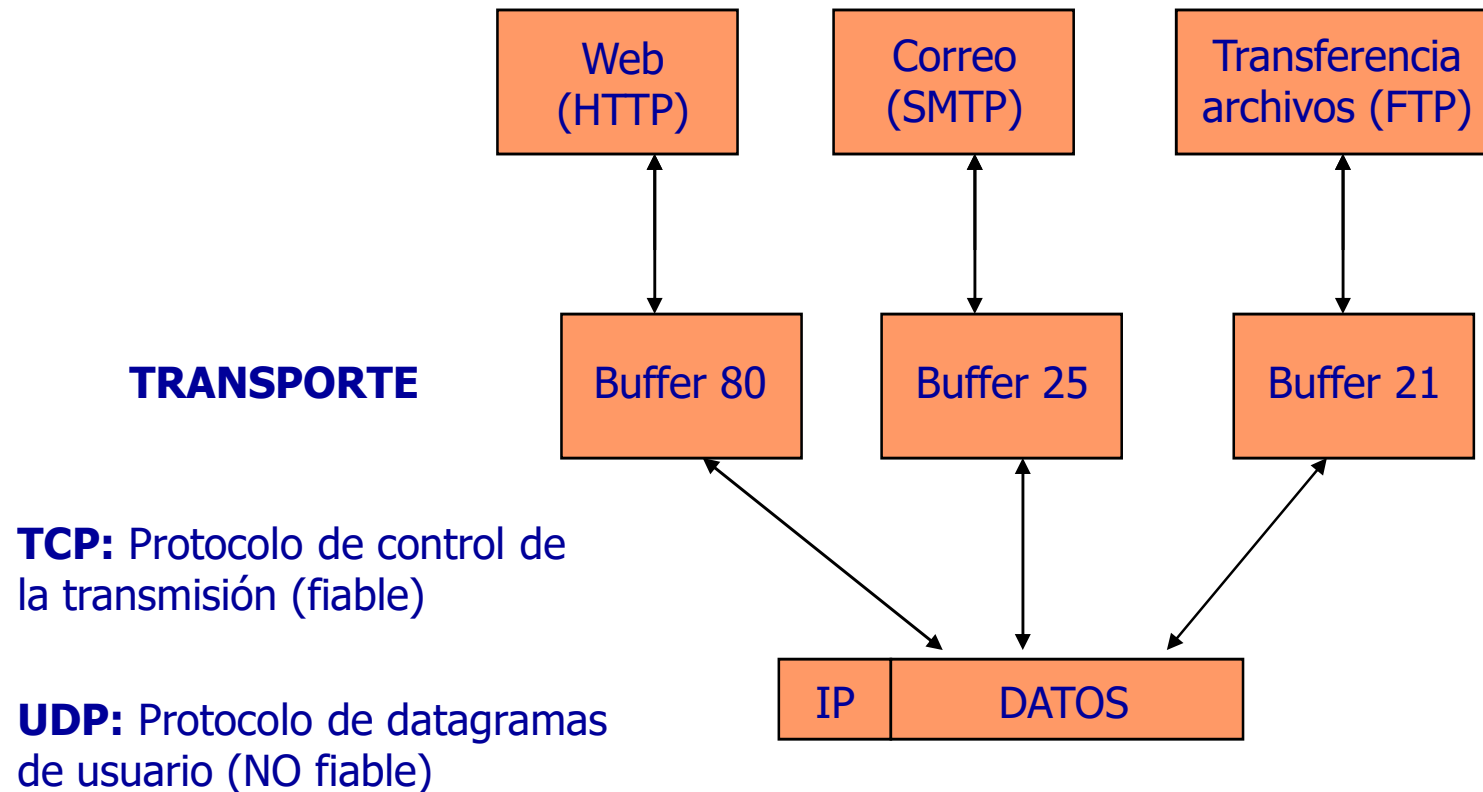 Web
(HTTP)
Correo
(SMTP)
Transferencia
archivos (FTP)
TRANSPORTE
Buffer 80
Buffer 25
Buffer 21
TCP: Protocolo de control de
la transmisión (fiable)
UDP: Protocolo de datagramas
de usuario (NO fiable)
IP
DATOS